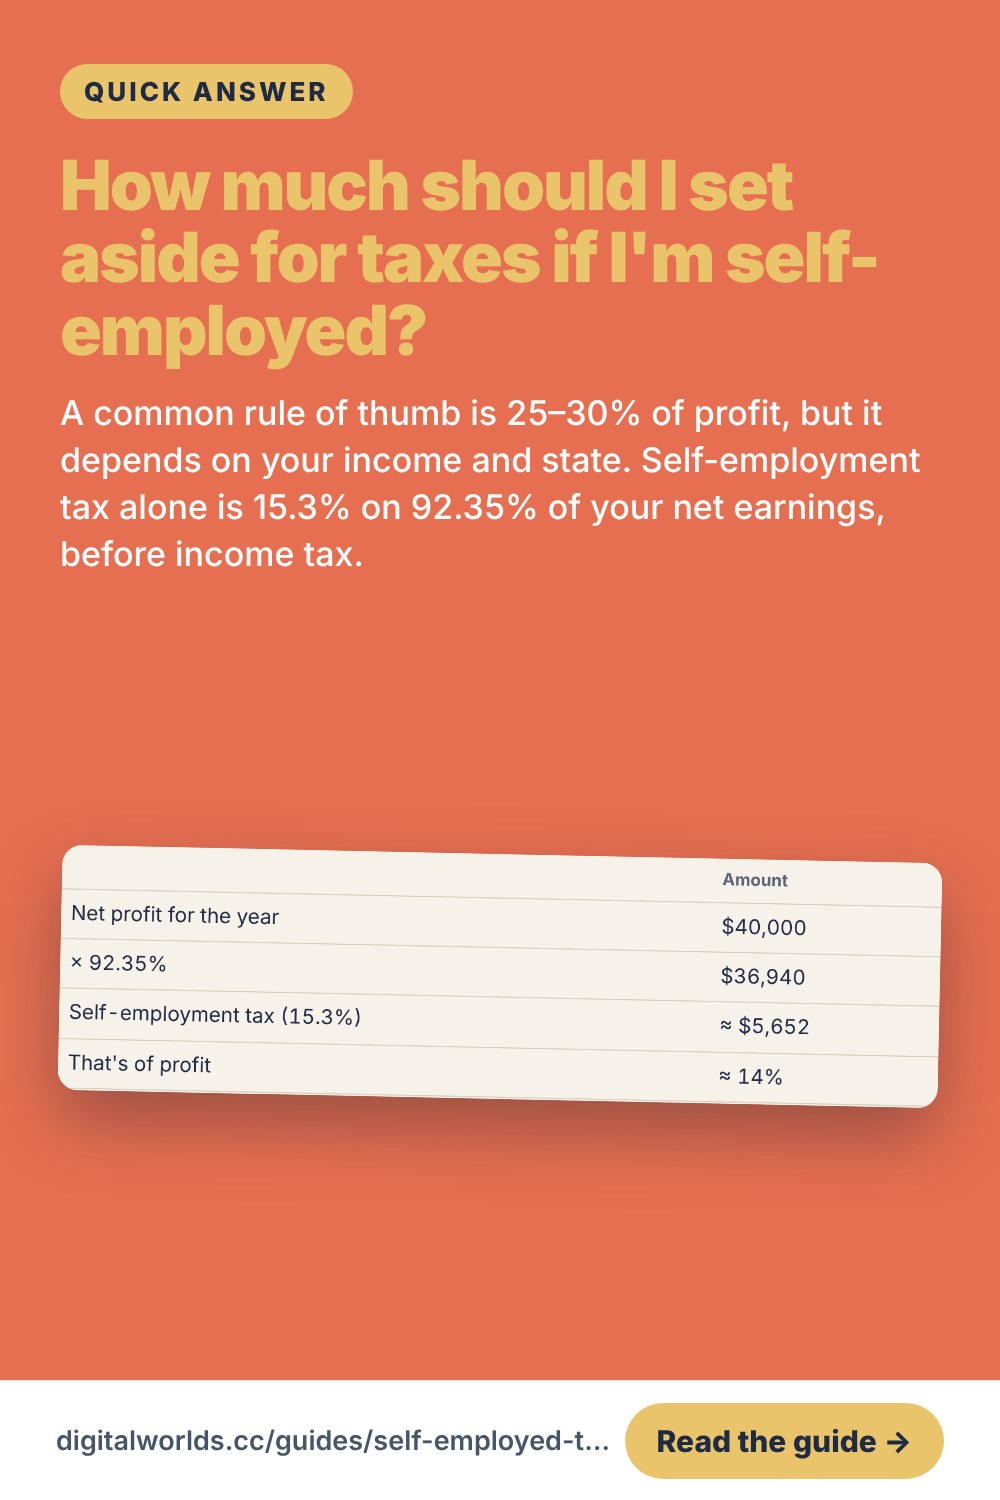 QUICK ANSWER
How much should I set
aside for taxes if I'm self-
employed?
A common rule of thumb is 25–30% of profit, but it
depends on your income and state. Self-employment
tax alone is 15.3% on 92.35% of your net earnings,
before income tax.
Amount
Net profit for the year $40,000
× 92.35% $36,940
Self-employment tax (15.3%) ≈ $5,652
That's of profit ≈ 14%
digitalworlds.cc/guides/self-employed-t... Read the guide →